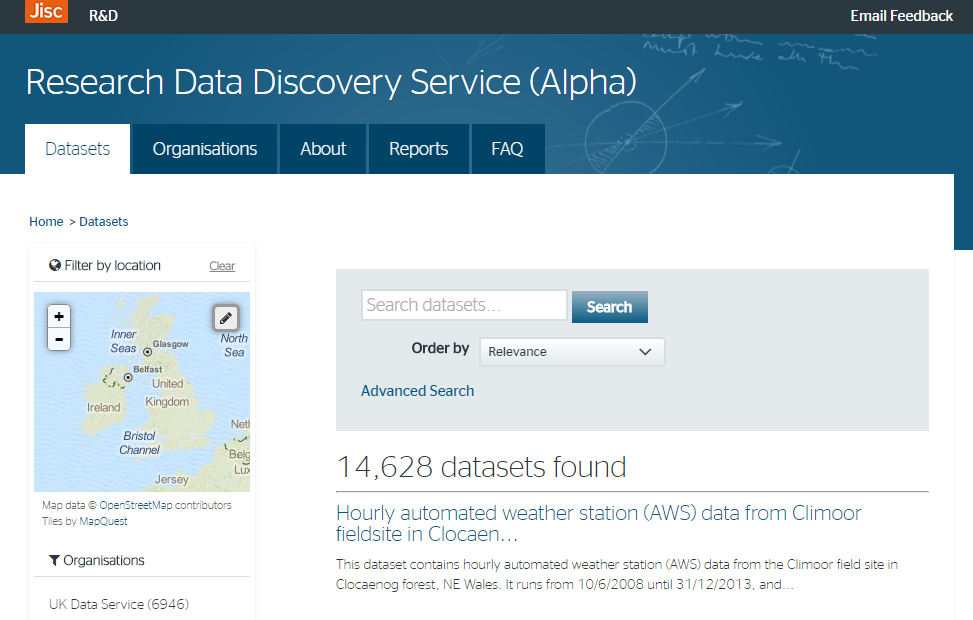 Jisc R&D Email Feedback
must have all the
Research Data Discovery Service (Alpha)
Datasets Organisations About Reports FAQ
Home > Datasets
Filter by location Clear
+
-
Inner
Seas
Glasgow
North
Sea
Belfast
United
Kingdom
Ireland
Bristol
Channel
Neth
Belg
Lux
Jersey
Map data © OpenStreetMap contributors
Tiles by MapQuest
Organisations
UK Data Service (6946)
Search datasets... Search
Order by Relevance
Advanced Search
14,628 datasets found
Hourly automated weather station (AWS) data from Climoor
fieldsite in Clocaen...
This dataset contains hourly automated weather station (AWS) data from the Climoor field site in
Clocaenog forest, NE Wales. It runs from 10/6/2008 until 31/12/2013, and...